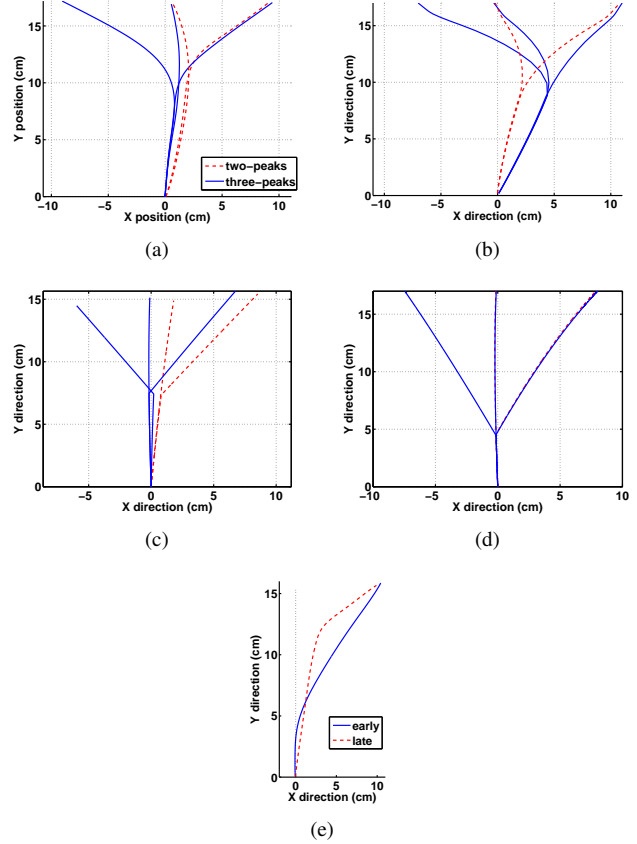 15
10
5
0
Y position (cm)
two-peaks
three-peaks
−10 −5 0 5 10
X position (cm)
(a)
15
10
5
0
Y direction (cm)
−10 −5 0 5 10
X direction (cm)
(b)
15
10
5
0
Y direction (cm)
−5 0 5 10
X direction (cm)
(c)
15
10
5
0
Y direction (cm)
−10 −5 0 5 10
X direction (cm)
(d)
15
10
5
0
Y direction (cm)
early
late
0 5 10
X direction (cm)
(e)